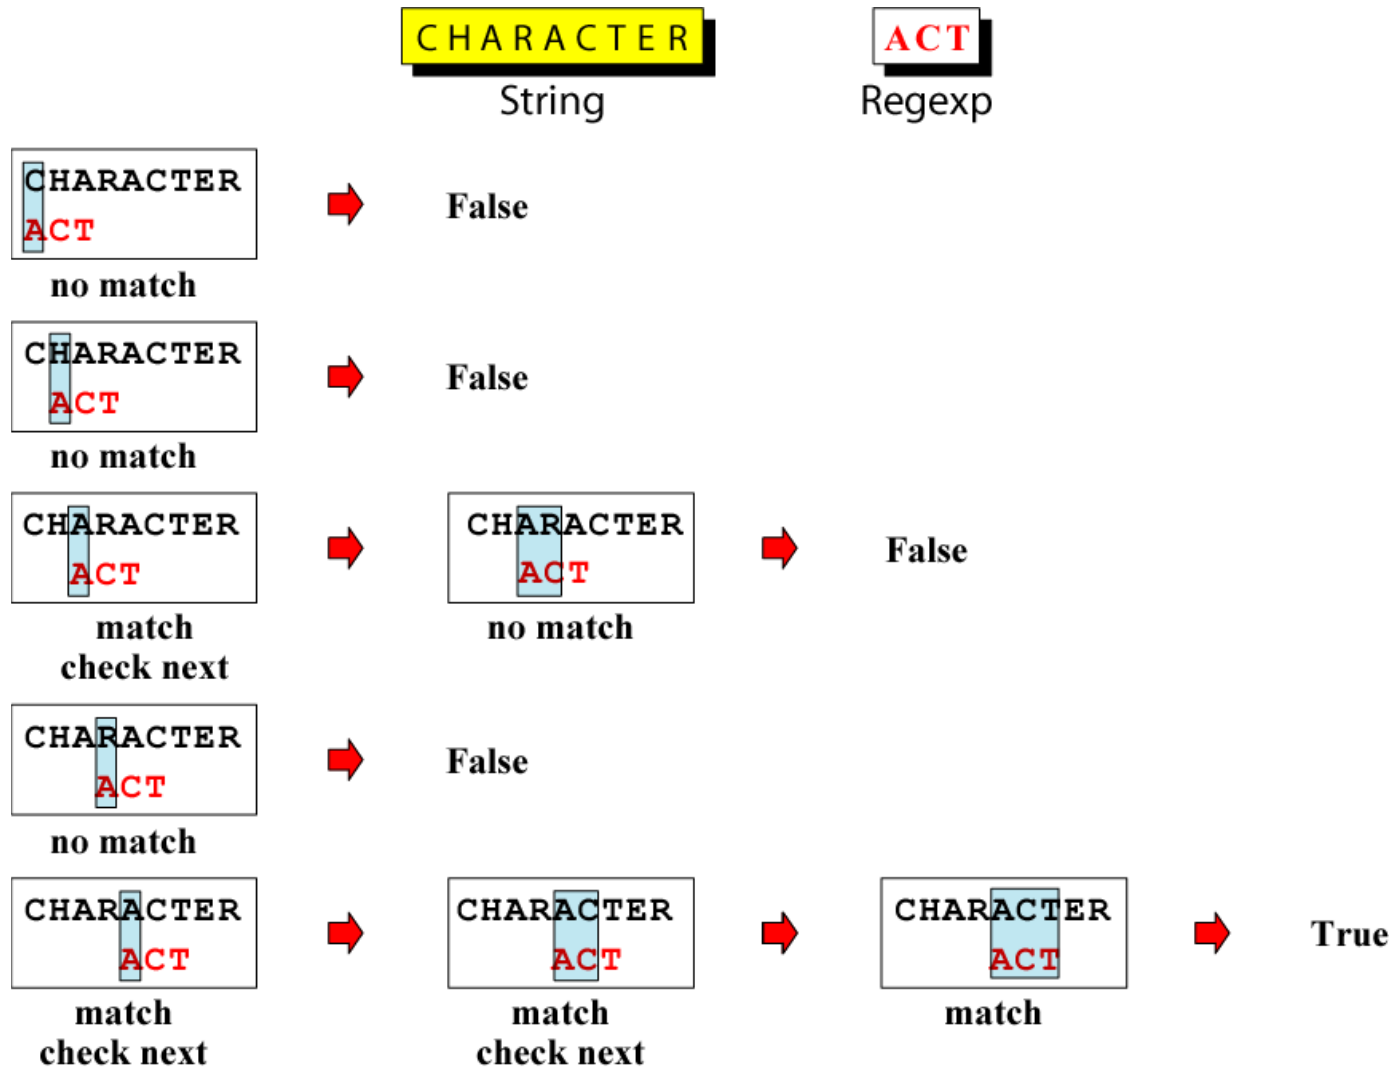 CHARACTER ACT
String Regexp
CHARACTER
ACT
False
no match
CHARACTER
ACT
False
no match
CHARACTER
ACT
match
check next
CHARACTER
ACT
no match
False
CHARACTER
ACT
False
no match
CHARACTER
ACT
match
check next
CHARACTER
ACT
match
check next
CHARACTER
ACT
match
True